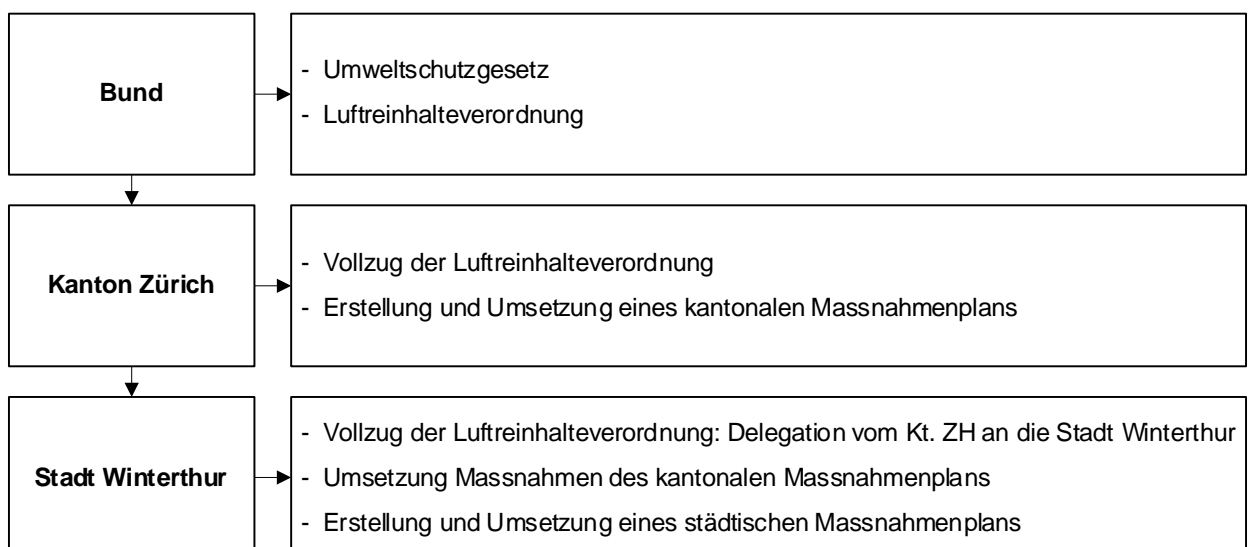 Bund
- Umweltschutzgesetz
- Luftreinhalteverordnung
Kanton Zürich
- Vollzug der Luftreinhalteverordnung
- Erstellung und Umsetzung eines kantonalen Massnahmenplans
Stadt Winterthur
- Vollzug der Luftreinhalteverordnung: Delegation vom Kt. ZH an die Stadt Winterthur
- Umsetzung Massnahmen des kantonalen Massnahmenplans
- Erstellung und Umsetzung eines städtischen Massnahmenplans